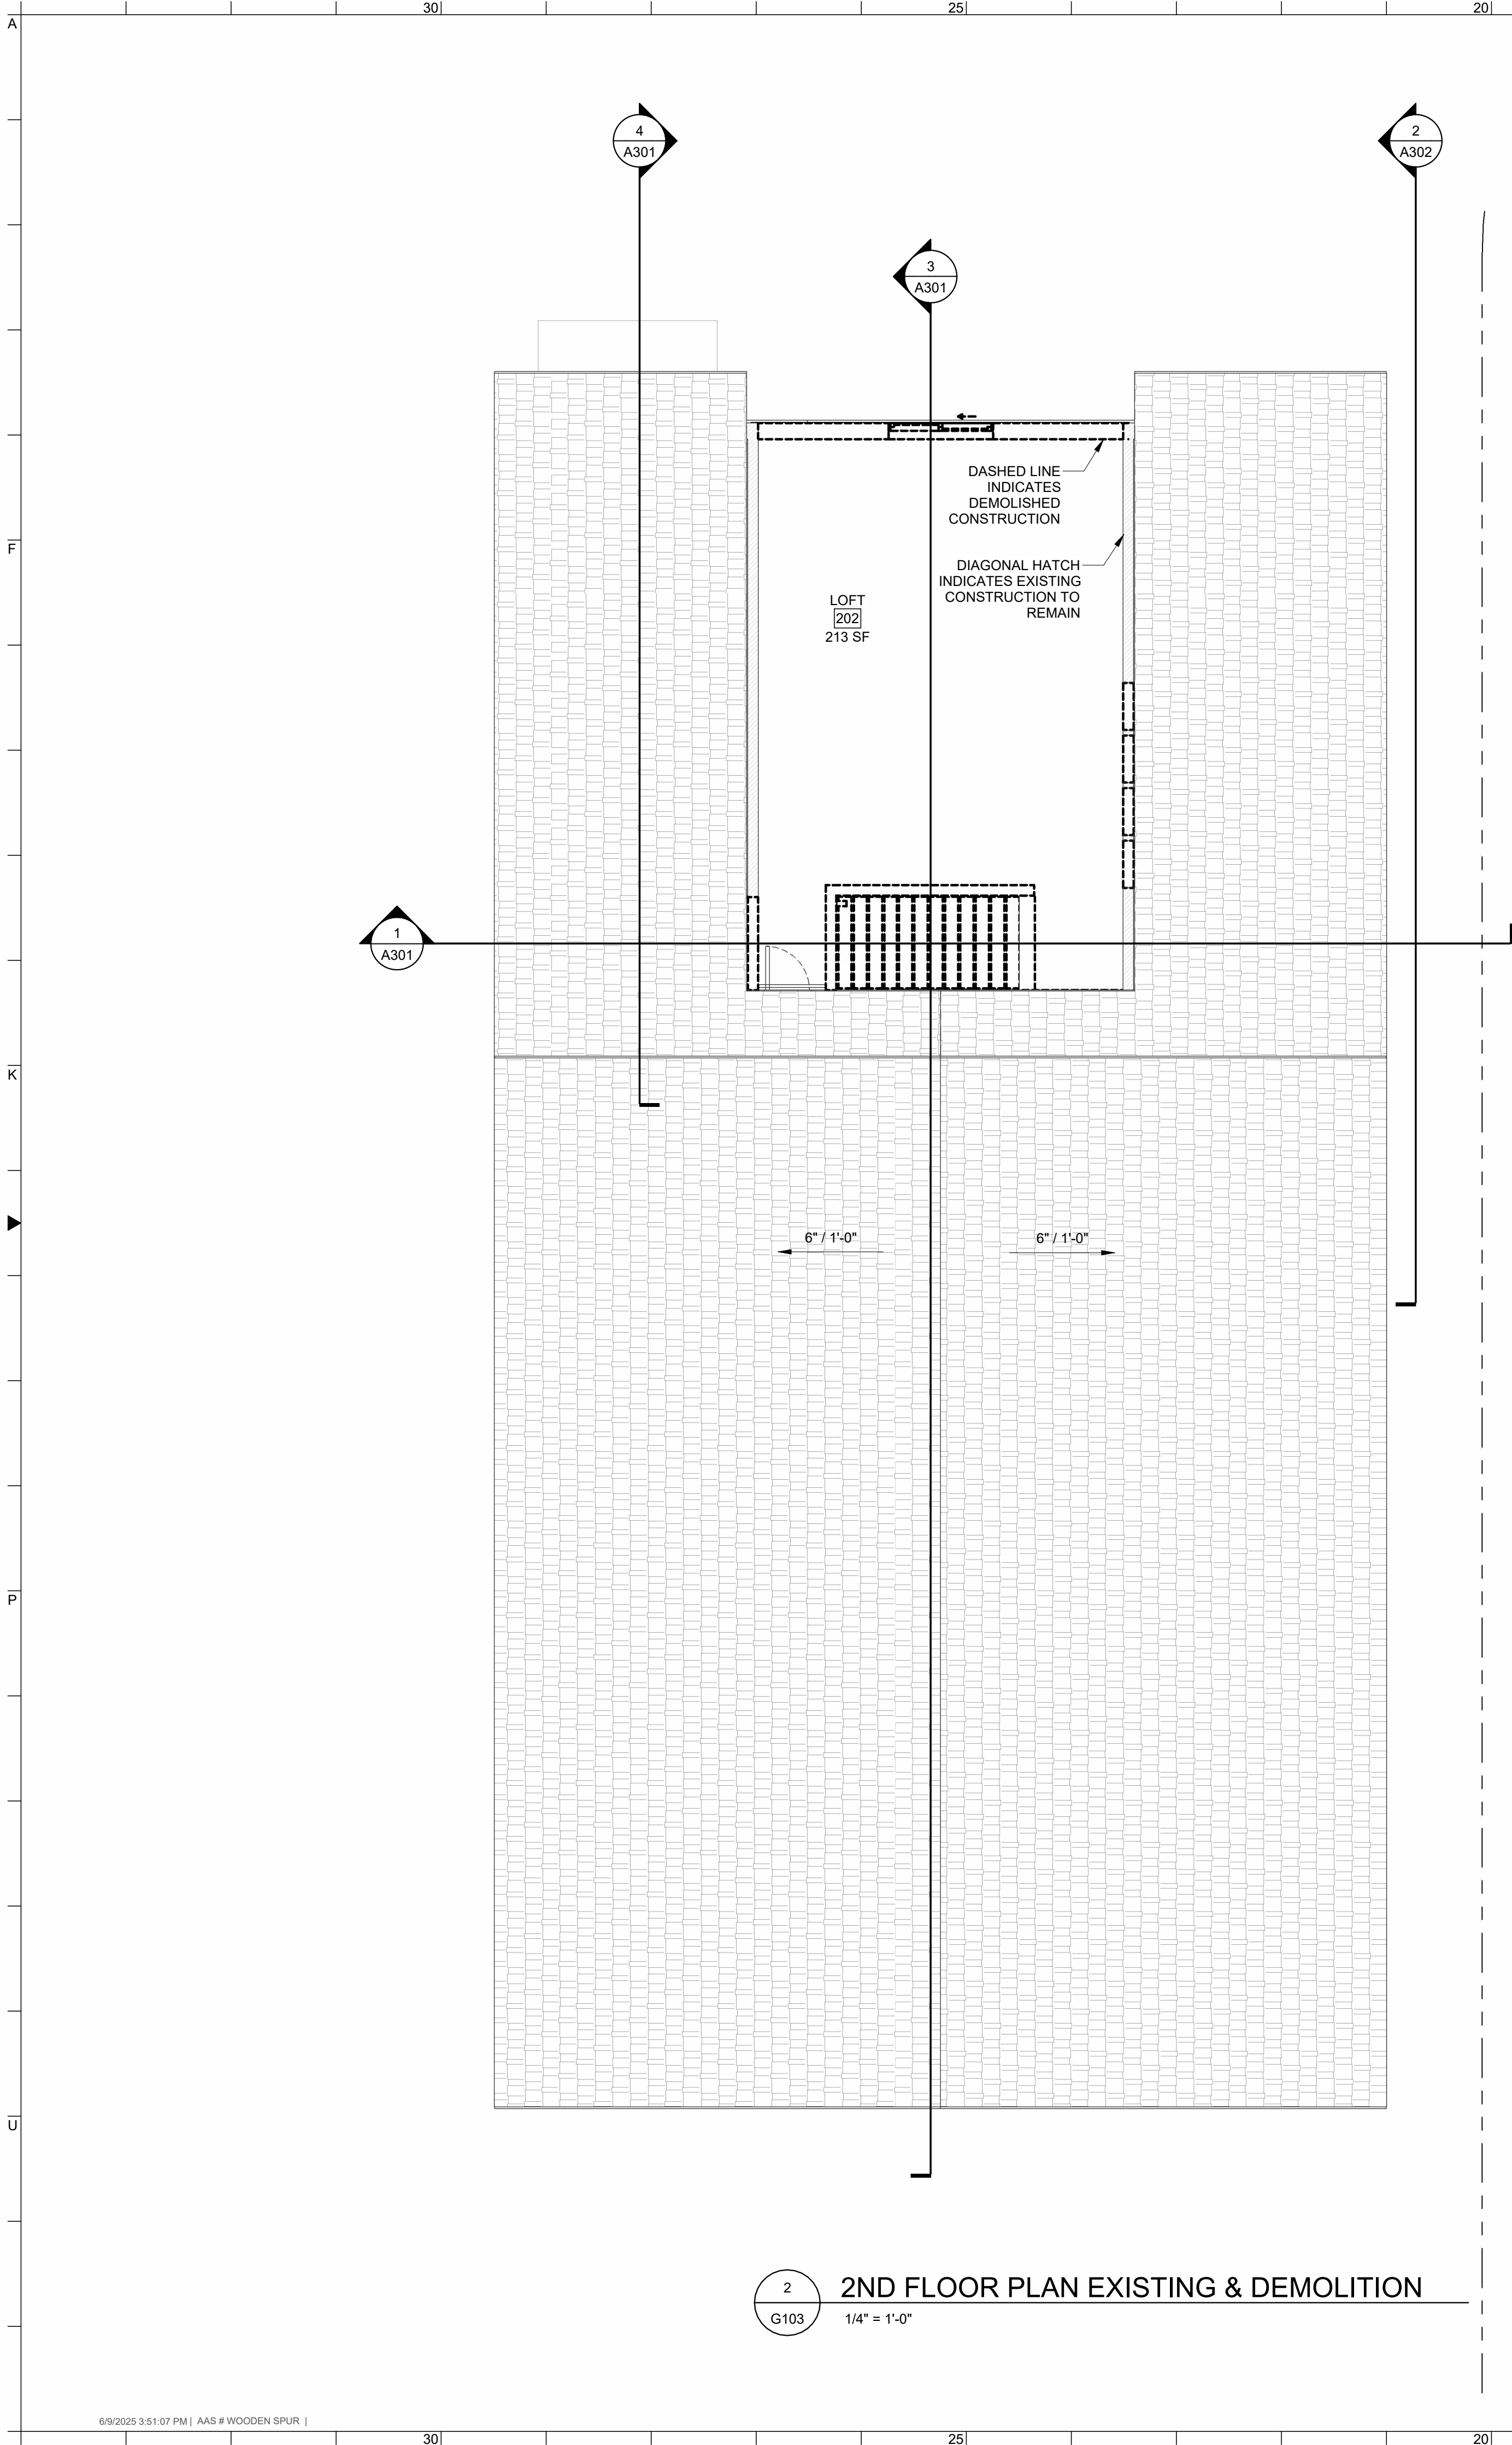 30
25
20
A
4
A301
2
A302
3
A301
DASHED LINE
INDICATES
DEMOLISHED
CONSTRUCTION
F
DIAGONAL HATCH
INDICATES EXISTING
CONSTRUCTION TO
REMAIN
LOFT
202
213 SF
1
A301
K
6" / 1'-0"
6" / 1'-0"
P
U
2
G103
2ND FLOOR PLAN EXISTING & DEMOLITION
1/4" = 1'-0"
6/9/2025 3:51:07 PM | AAS # WOODEN SPUR |
30
25
20